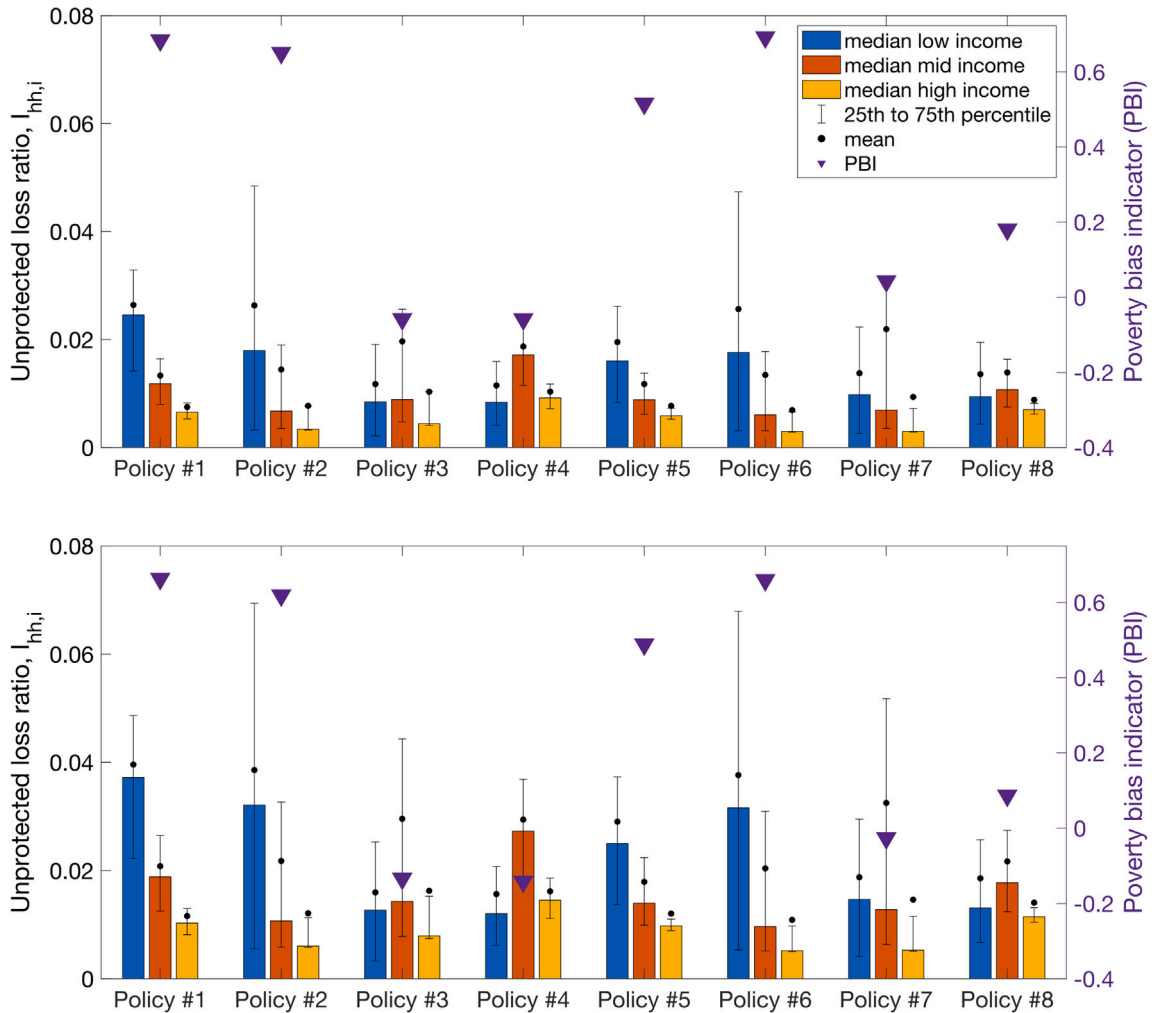 0.08
0.06
0.04
0.02
0
Unprotected loss ratio, I_hh,i
median low income
median mid income
median high income
25th to 75th percentile
mean
PBI
0.6
0.4
0.2
0
-0.2
-0.4
Poverty bias indicator (PBI)
Policy #1 Policy #2 Policy #3 Policy #4 Policy #5 Policy #6 Policy #7 Policy #8
0.08
0.06
0.04
0.02
0
Unprotected loss ratio, I_hh,i
0.6
0.4
0.2
0
-0.2
-0.4
Poverty bias indicator (PBI)
Policy #1 Policy #2 Policy #3 Policy #4 Policy #5 Policy #6 Policy #7 Policy #8